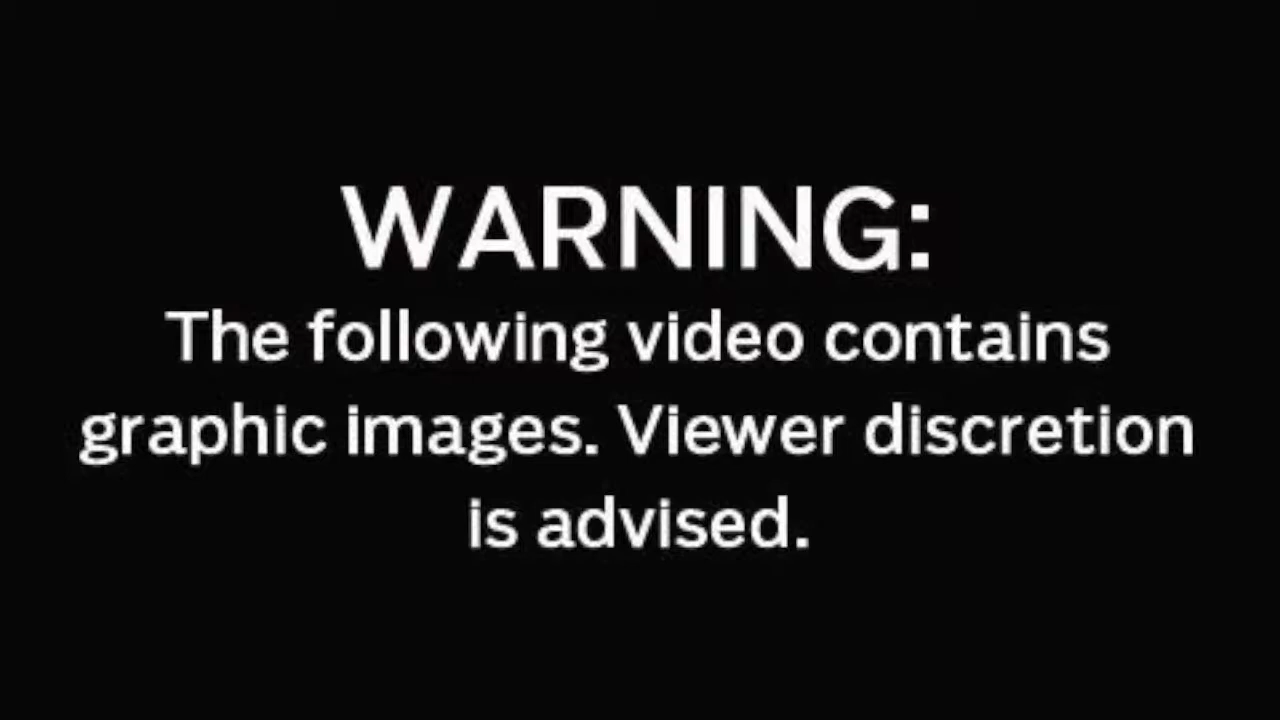 WARNING:
The following video contains
graphic images. Viewer discretion
is advised.